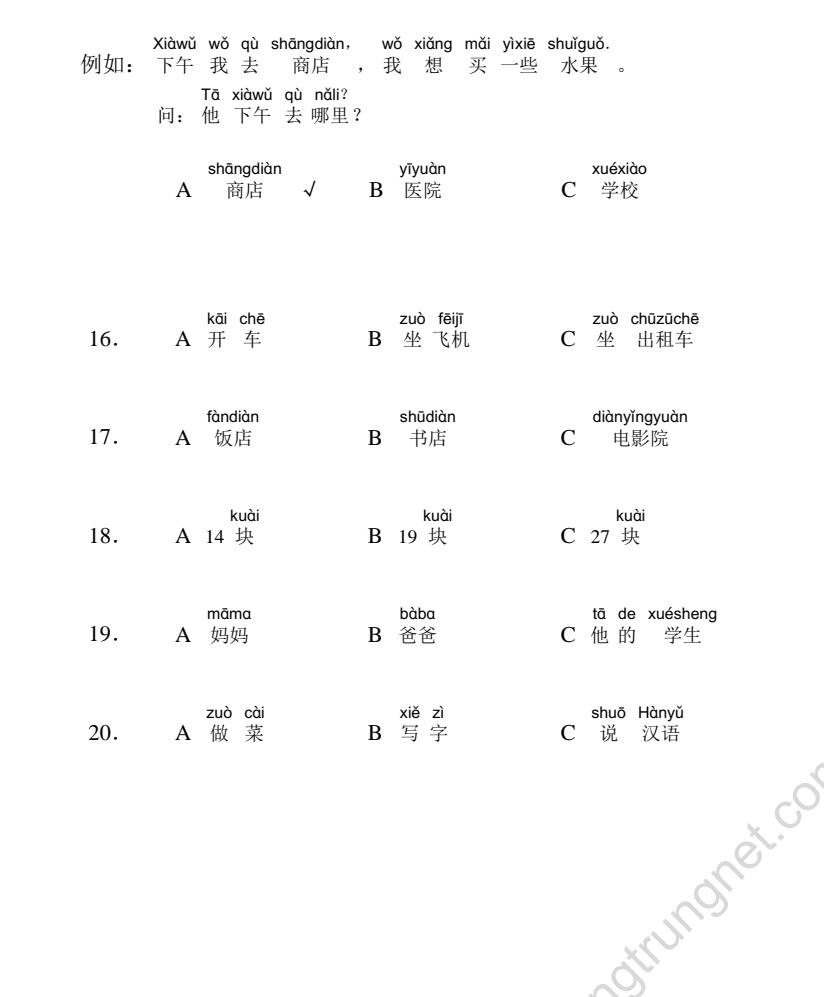 Xiàwǔ wǒ qù shāngdiàn, wǒ xiǎng mǎi yìxiē shuǐguǒ.
例如: 下午 我 去 商店 , 我 想 买 一些 水果 。
Tā xiàwǔ qù nǎli?
问: 他 下午 去 哪里?
shāngdiàn yīyuàn xuéxiào
A 商店 √ B 医院 C 学校
kāi chē zuò fēijī zuò chūzūchē
16. A 开 车 B 坐 飞机 C 坐 出租车
fàndiàn shūdiàn diànyǐngyuàn
17. A 饭店 B 书店 C 电影院
kuài kuài kuài
18. A 14 块 B 19 块 C 27 块
māma bàba tā de xuésheng
19. A 妈妈 B 爸爸 C 他 的 学生
zuò cài xiě zì shuō Hànyǔ
20. A 做 菜 B 写 字 C 说 汉语